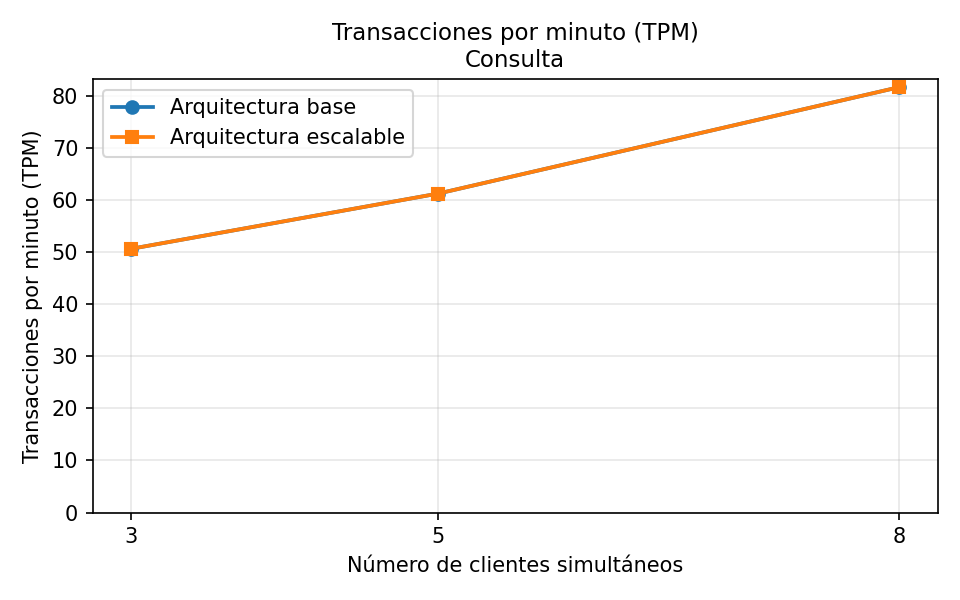 Transacciones por minuto (TPM)
Consulta
Arquitectura base
Arquitectura escalable
Transacciones por minuto (TPM)
80
70
60
50
40
30
20
10
0
3
5
8
Número de clientes simultáneos